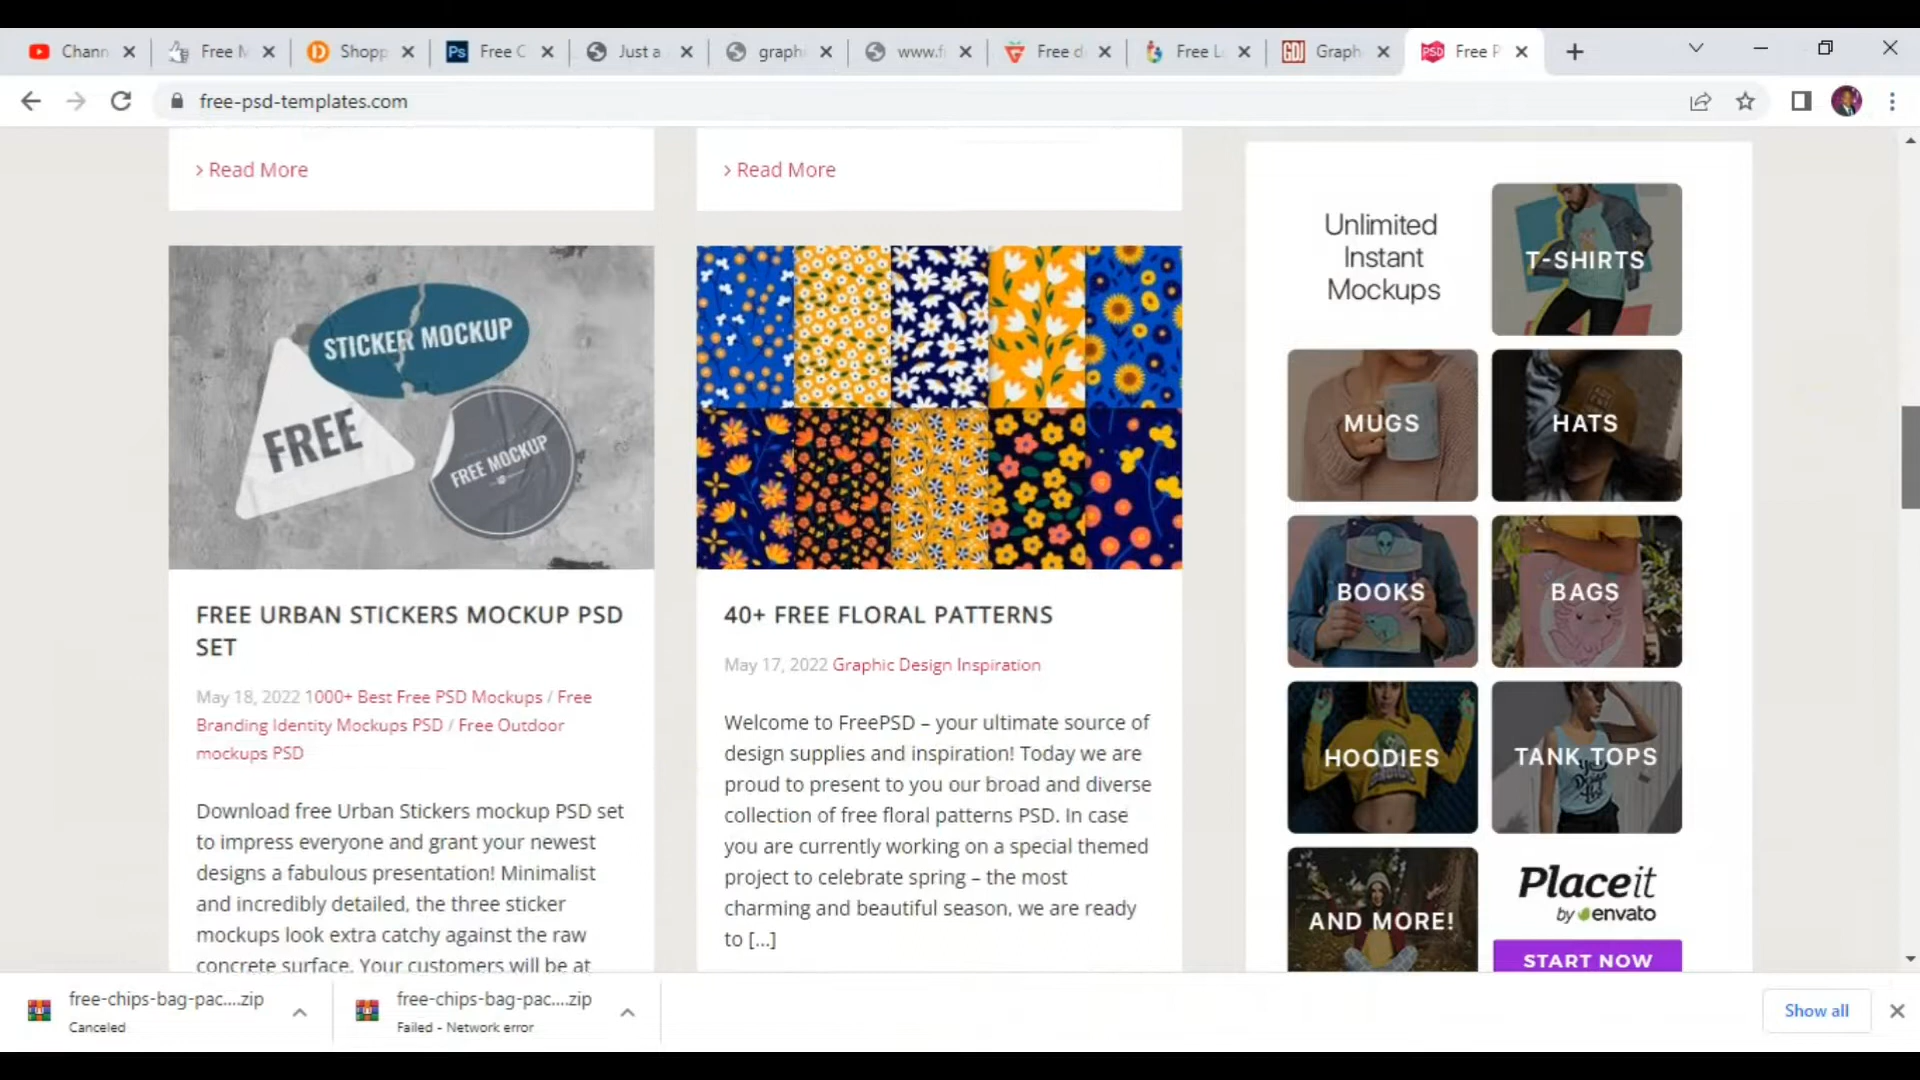 Chann
Free M
Shopp
Ps
Free C
Just a
graphi
www.f
Free d
Free L
GDJ
Graph
PSD
Free P
free-psd-templates.com
> Read More
> Read More
STICKER MOCKUP
FREE
FREE MOCKUP
FREE URBAN STICKERS MOCKUP PSD
SET
May 18, 2022 1000+ Best Free PSD Mockups / Free
Branding Identity Mockups PSD / Free Outdoor
mockups PSD
Download free Urban Stickers mockup PSD set
to impress everyone and grant your newest
designs a fabulous presentation! Minimalist
and incredibly detailed, the three sticker
mockups look extra catchy against the raw
concrete surface. Your customers will be at
40+ FREE FLORAL PATTERNS
May 17, 2022 Graphic Design Inspiration
Welcome to FreePSD – your ultimate source of
design supplies and inspiration! Today we are
proud to present to you our broad and diverse
collection of free floral patterns PSD. In case
you are currently working on a special themed
project to celebrate spring – the most
charming and beautiful season, we are ready
to [...]
Unlimited
Instant
Mockups
T-SHIRTS
MUGS
HATS
BOOKS
BAGS
HOODIES
TANK TOPS
AND MORE!
Placeit
by envato
START NOW
free-chips-bag-pac....zip
Canceled
free-chips-bag-pac....zip
Failed - Network error
Show all